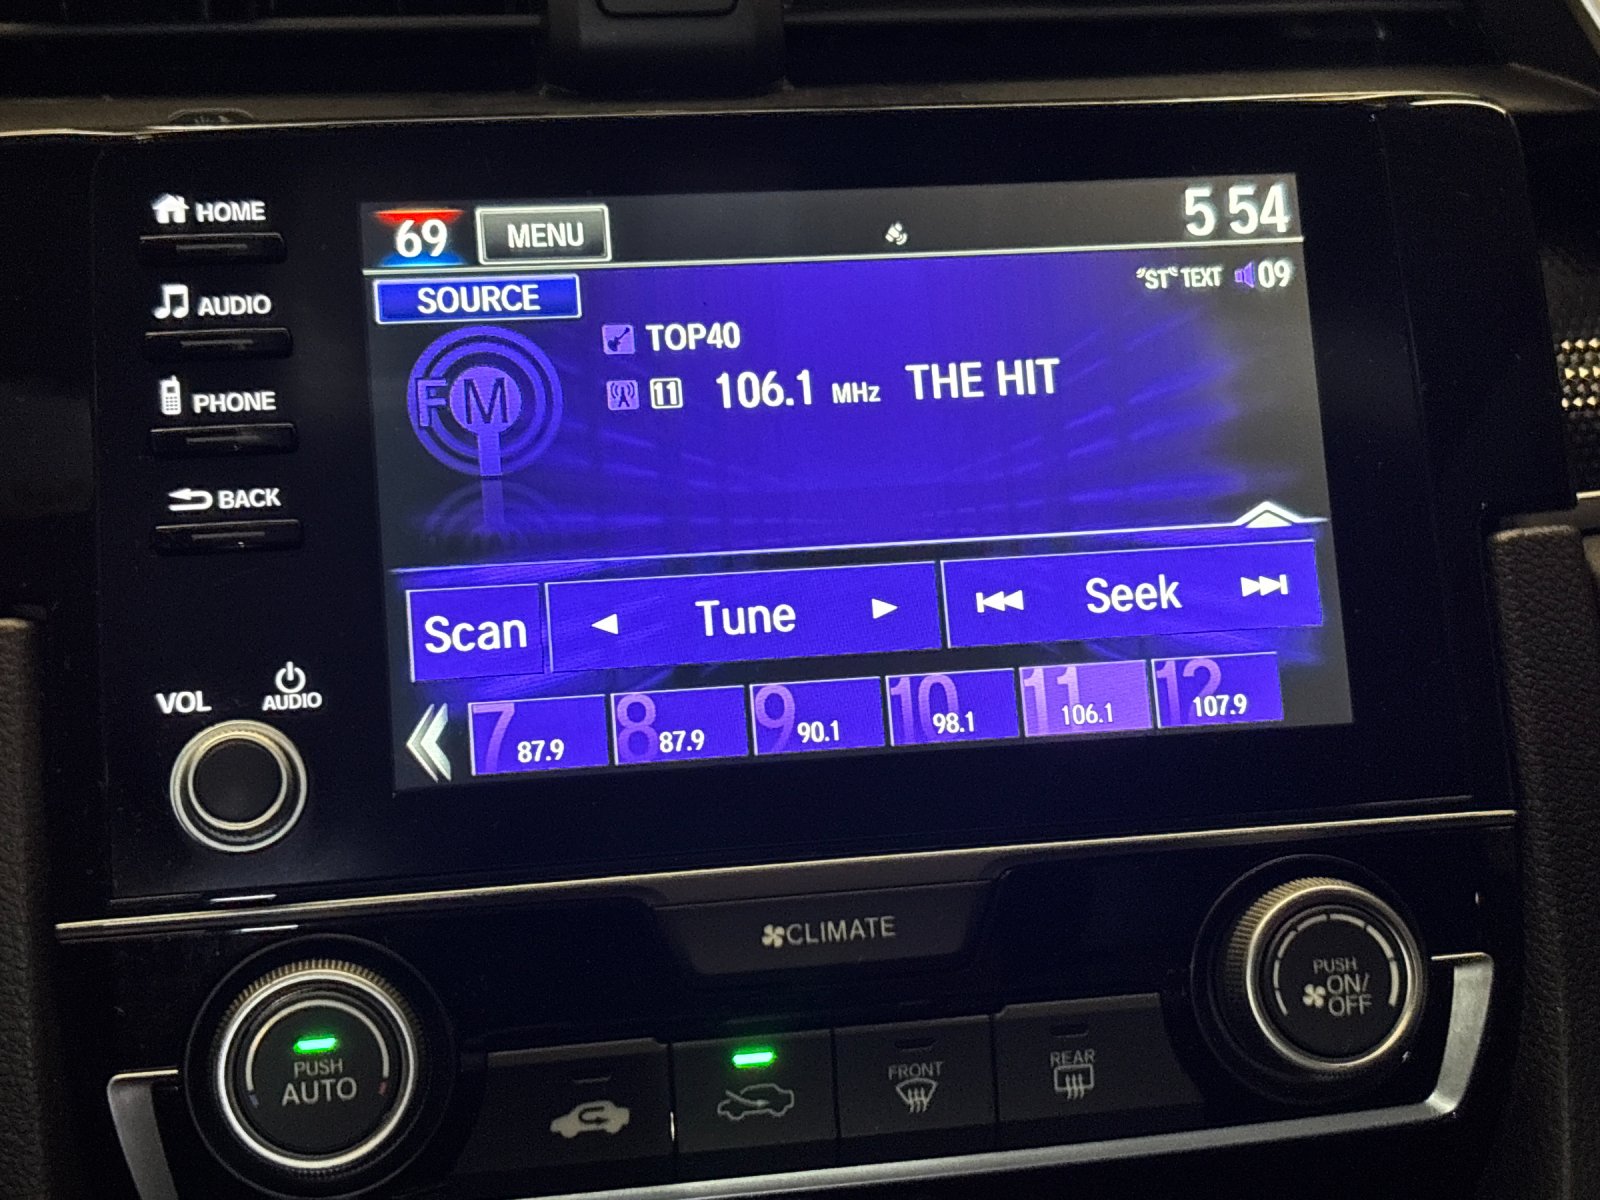 HOME
AUDIO
PHONE
BACK
VOL
AUDIO
69 MENU 5 54
SOURCE "ST" TEXT 09
TOP40
FM
11 106.1 MHz THE HIT
Scan Tune Seek
7 87.9 8 87.9 9 90.1 10 98.1 11 106.1 12 107.9
CLIMATE
PUSH
AUTO
FRONT
REAR
PUSH
ON/
OFF